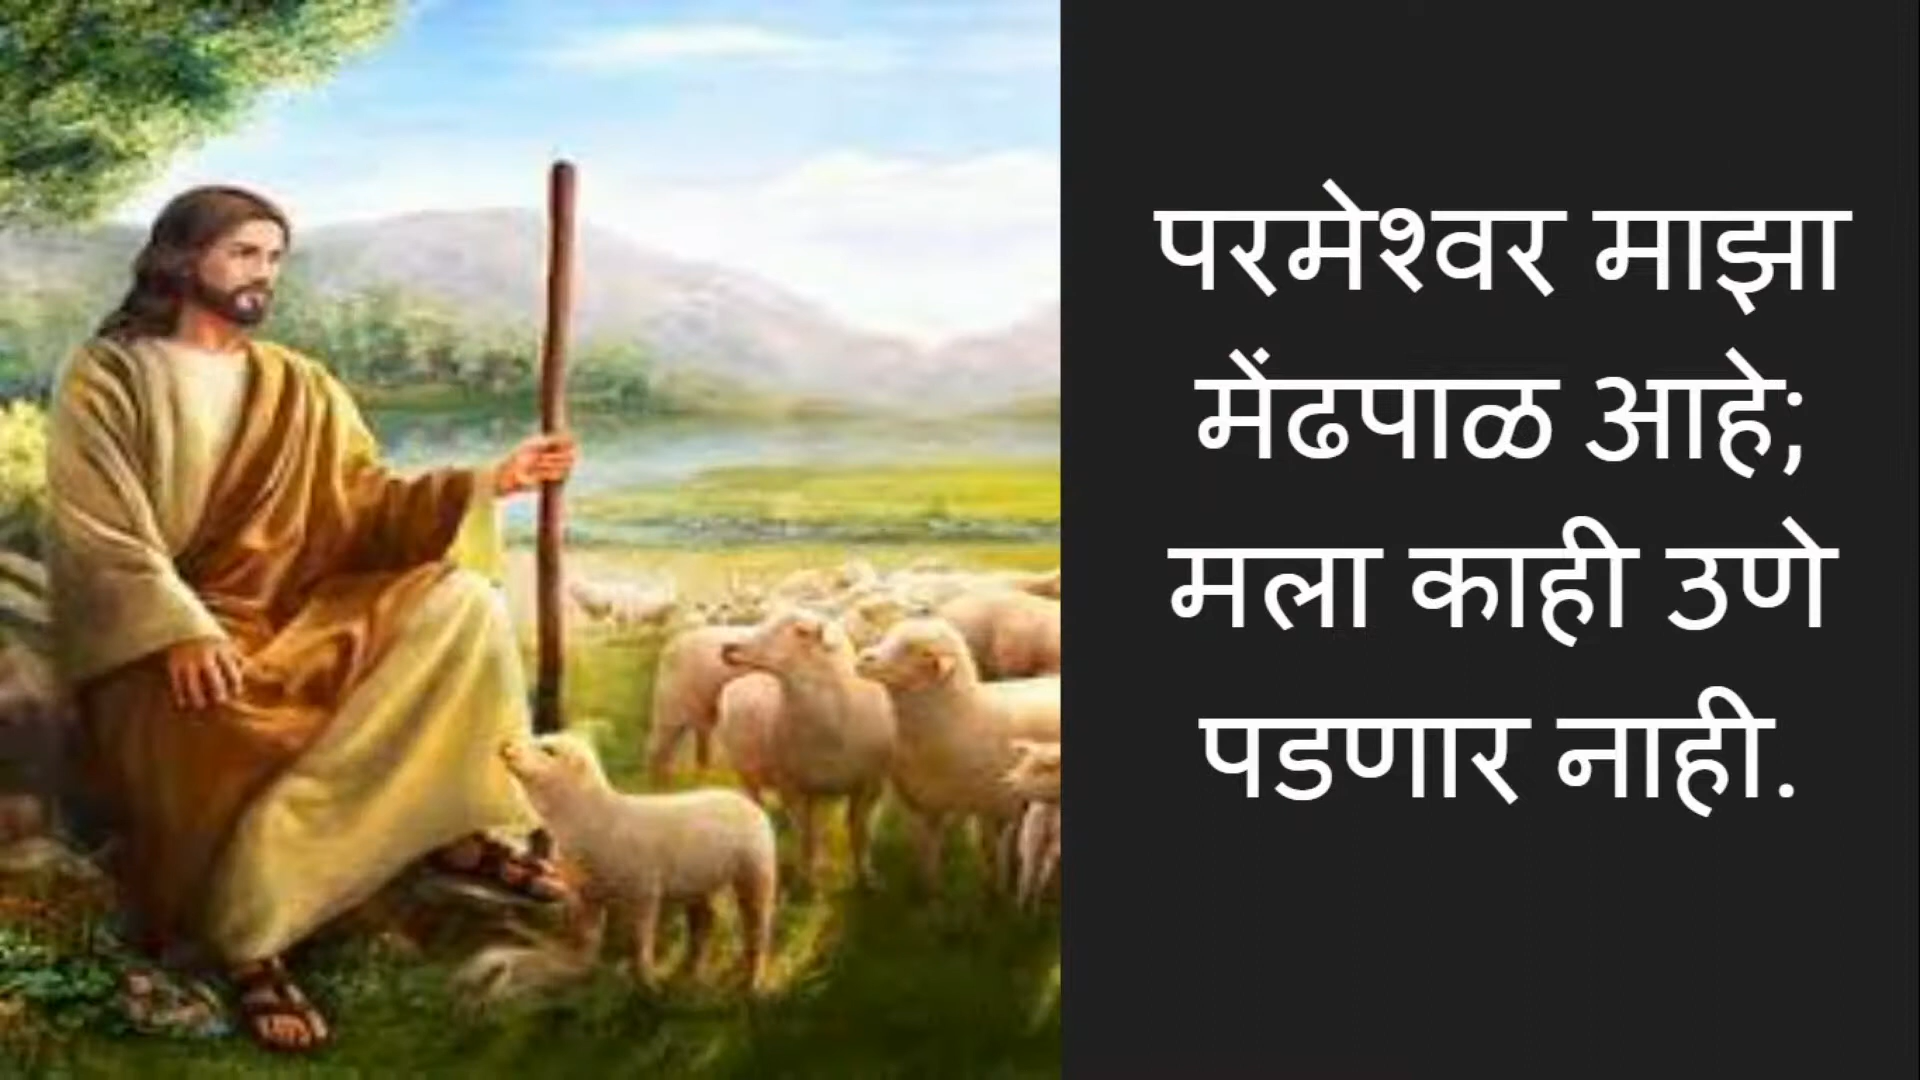 परमेश्वर माझा
मेंढपाळ आहे;
मला काही उणे
पडणार नाही.